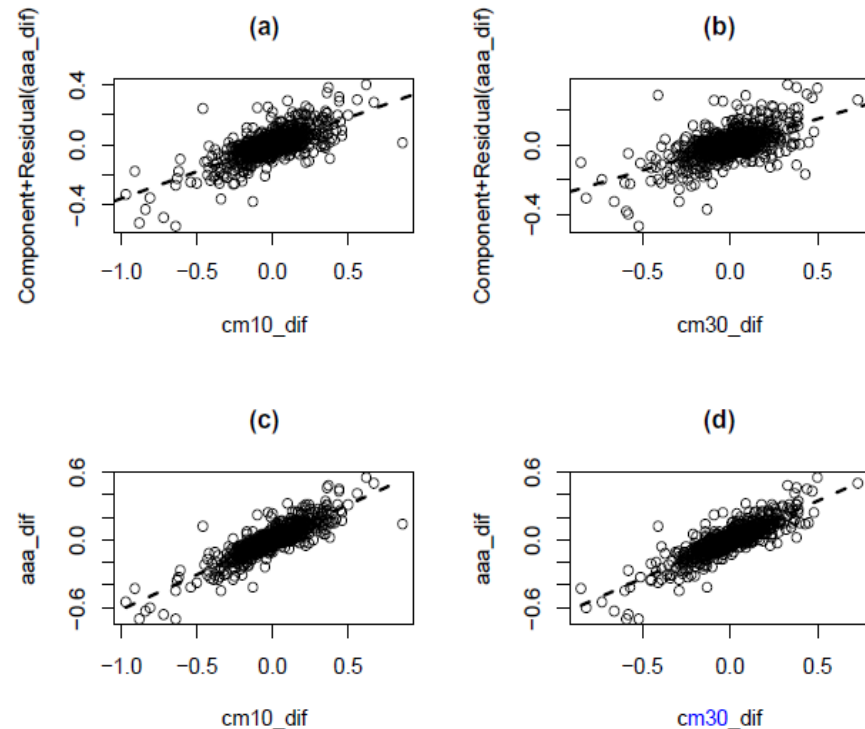 (a)
Component+Residual(aaa_dif)
0.4
0.0
−0.4
−1.0 −0.5 0.0 0.5
cm10_dif
(b)
Component+Residual(aaa_dif)
0.0
−0.4
−0.5 0.0 0.5
cm30_dif
(c)
aaa_dif
0.6
0.0
−0.6
−1.0 −0.5 0.0 0.5
cm10_dif
(d)
aaa_dif
0.6
0.0
−0.6
−0.5 0.0 0.5
cm30_dif